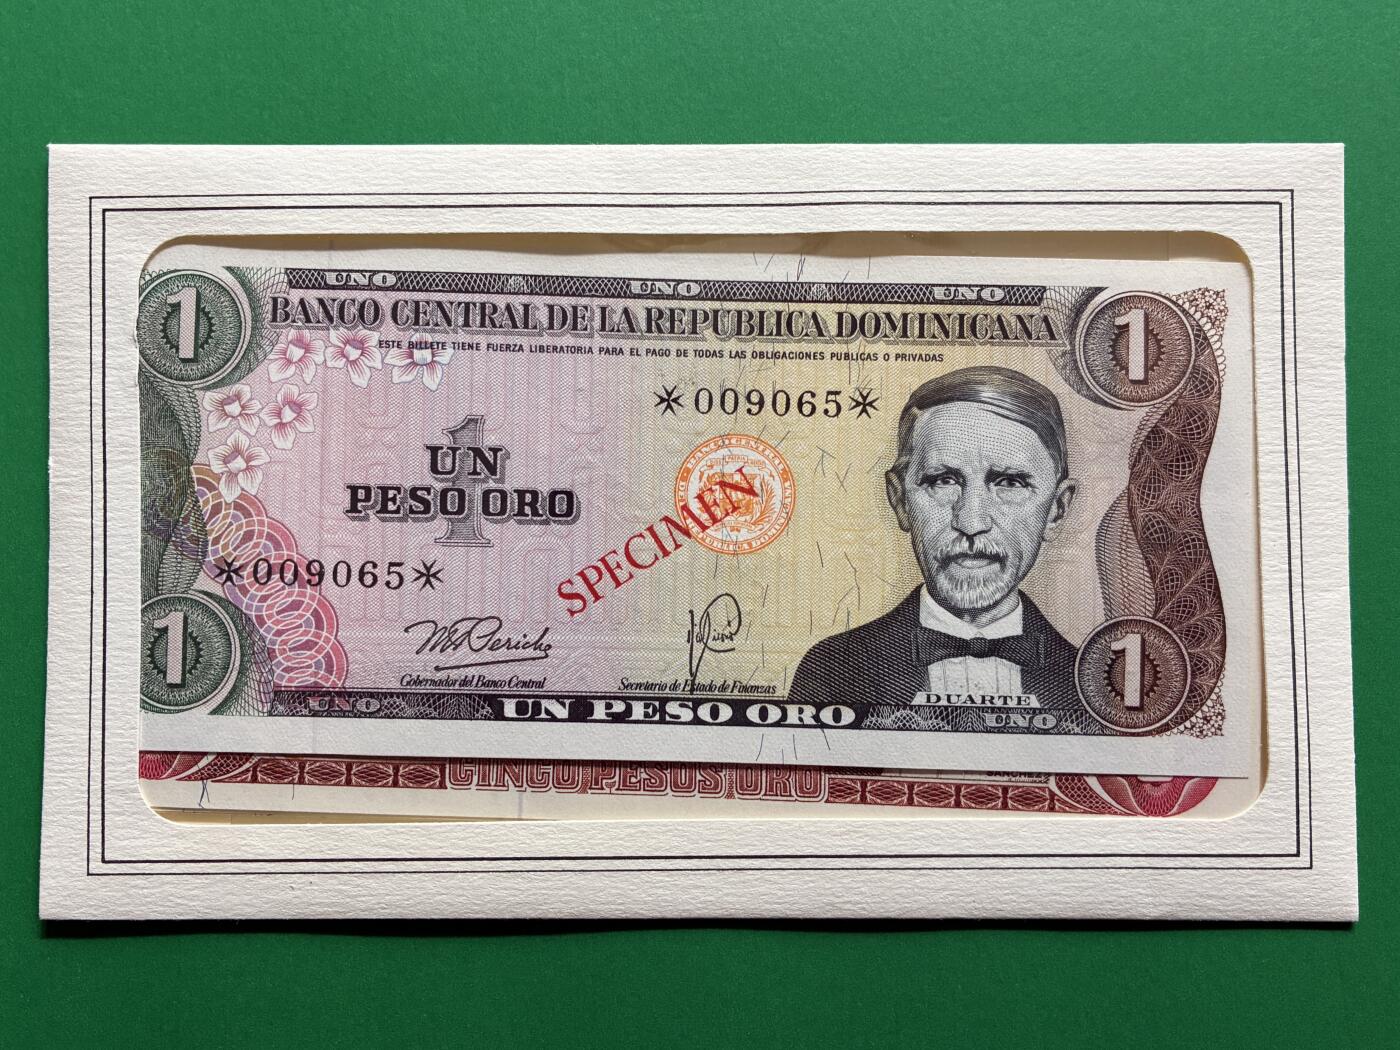 UNO UNO UNO
1 1
BANCO CENTRAL DE LA REPUBLICA DOMINICANA
ESTE BILLETE TIENE FUERZA LIBERATORIA PARA EL PAGO DE TODAS LAS OBLIGACIONES PUBLICAS O PRIVADAS
✠009065✠
1
UN
PESO ORO
SPECIMEN
✠009065✠
1 1
Gobernador del Banco Central
Secretario de Estado de Finanzas
DUARTE
UNO UN PESO ORO UNO
CINCO PESOS ORO